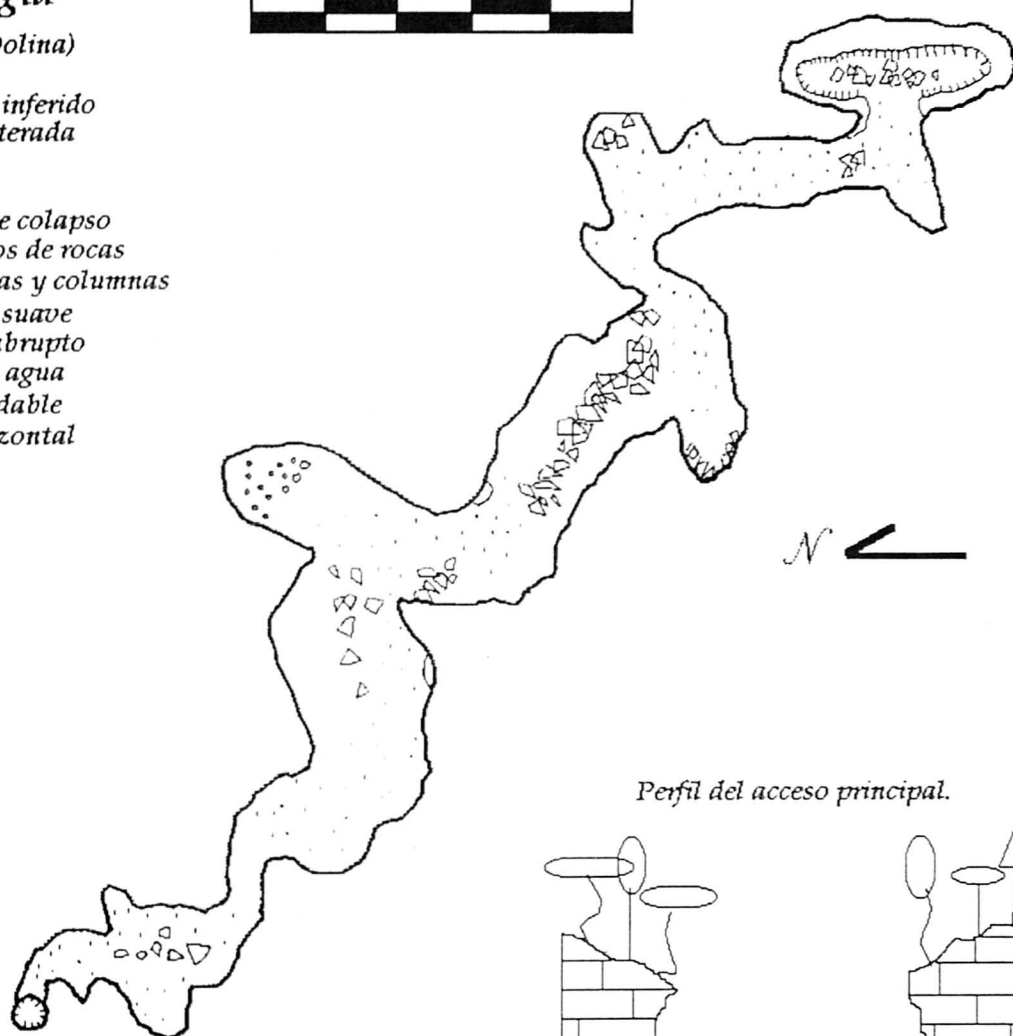 olina)
inferido
terada
e colapso
os de rocas
as y columnas
suave
abrupto
agua
dable
zontal
N
Perfil del acceso principal.